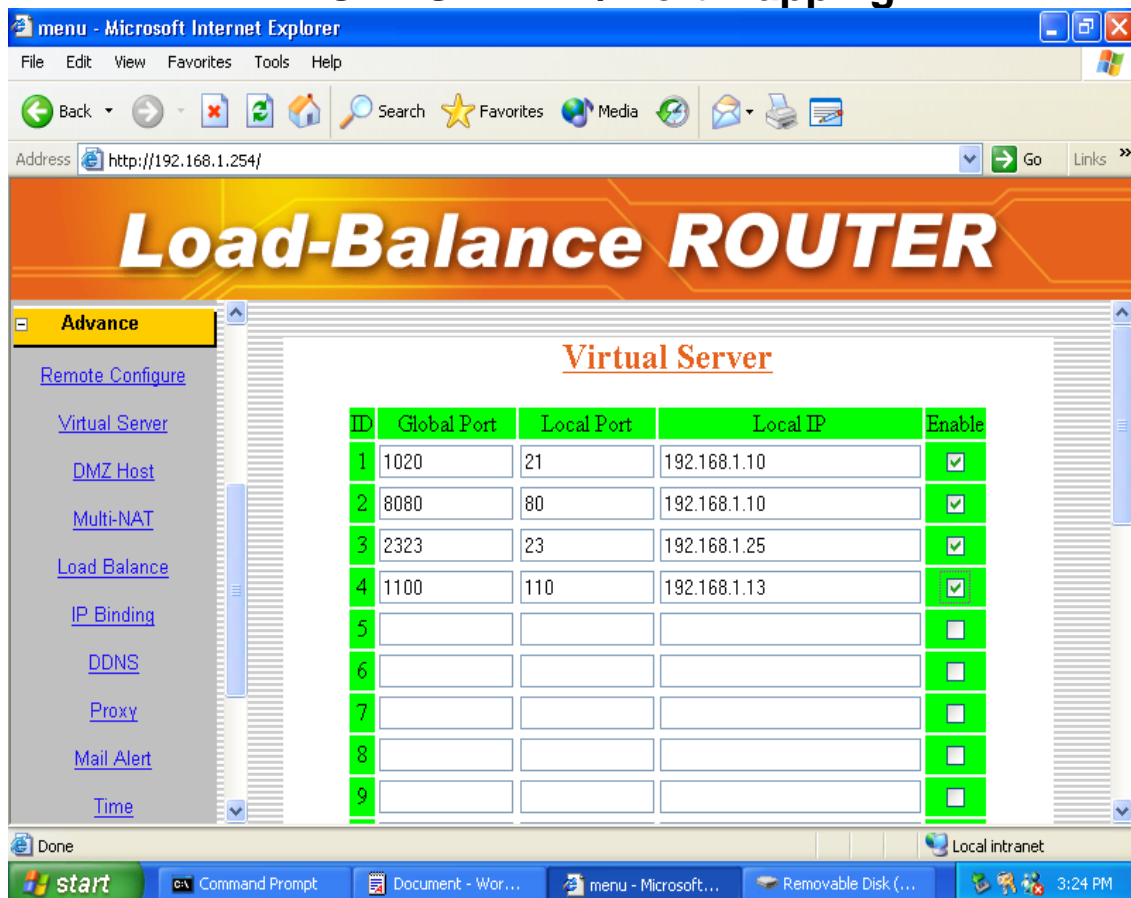 menu - Microsoft Internet Explorer
File Edit View Favorites Tools Help
Back Search Favorites Media
Address http://192.168.1.254/ Go Links »
Load-Balance ROUTER
Advance
Remote Configure
Virtual Server
DMZ Host
Multi-NAT
Load Balance
IP Binding
DDNS
Proxy
Mail Alert
Time
Virtual Server
ID Global Port Local Port Local IP Enable
1 1020 21 192.168.1.10
2 8080 80 192.168.1.10
3 2323 23 192.168.1.25
4 1100 110 192.168.1.13
5
6
7
8
9
Done Local intranet
start Command Prompt Document - Wor... menu - Microsoft... Removable Disk (... 3:24 PM